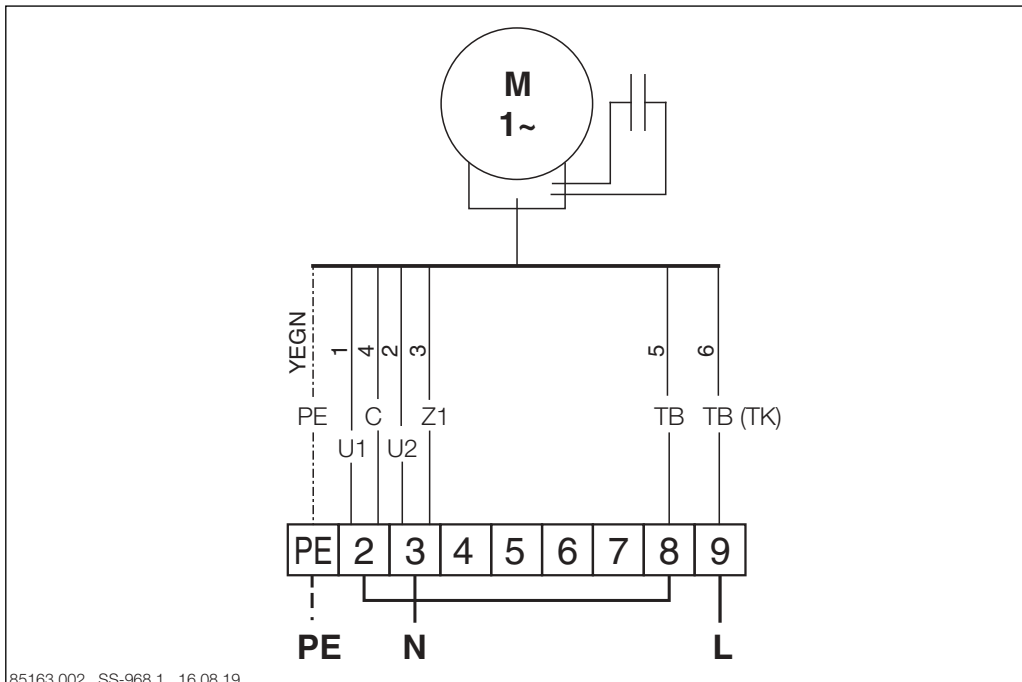 M
1~
YEGN 1 4 2 3 5 6
PE C Z1 TB TB (TK)
U1 U2
PE 2 3 4 5 6 7 8 9
PE N L
85163.002 SS-968.1 16.08.19